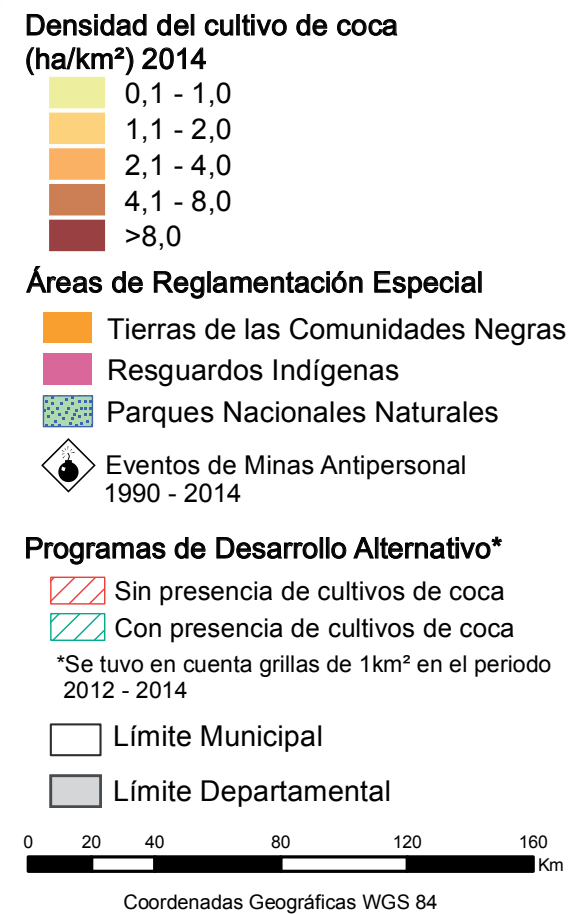 Densidad del cultivo de coca
(ha/km²) 2014
0,1 - 1,0
1,1 - 2,0
2,1 - 4,0
4,1 - 8,0
>8,0
Áreas de Reglamentación Especial
Tierras de las Comunidades Negras
Resguardos Indígenas
Parques Nacionales Naturales
Eventos de Minas Antipersonal
1990 - 2014
Programas de Desarrollo Alternativo*
Sin presencia de cultivos de coca
Con presencia de cultivos de coca
*Se tuvo en cuenta grillas de 1km² en el periodo
2012 - 2014
Límite Municipal
Límite Departamental
0 20 40 80 120 160
Km
Coordenadas Geográficas WGS 84